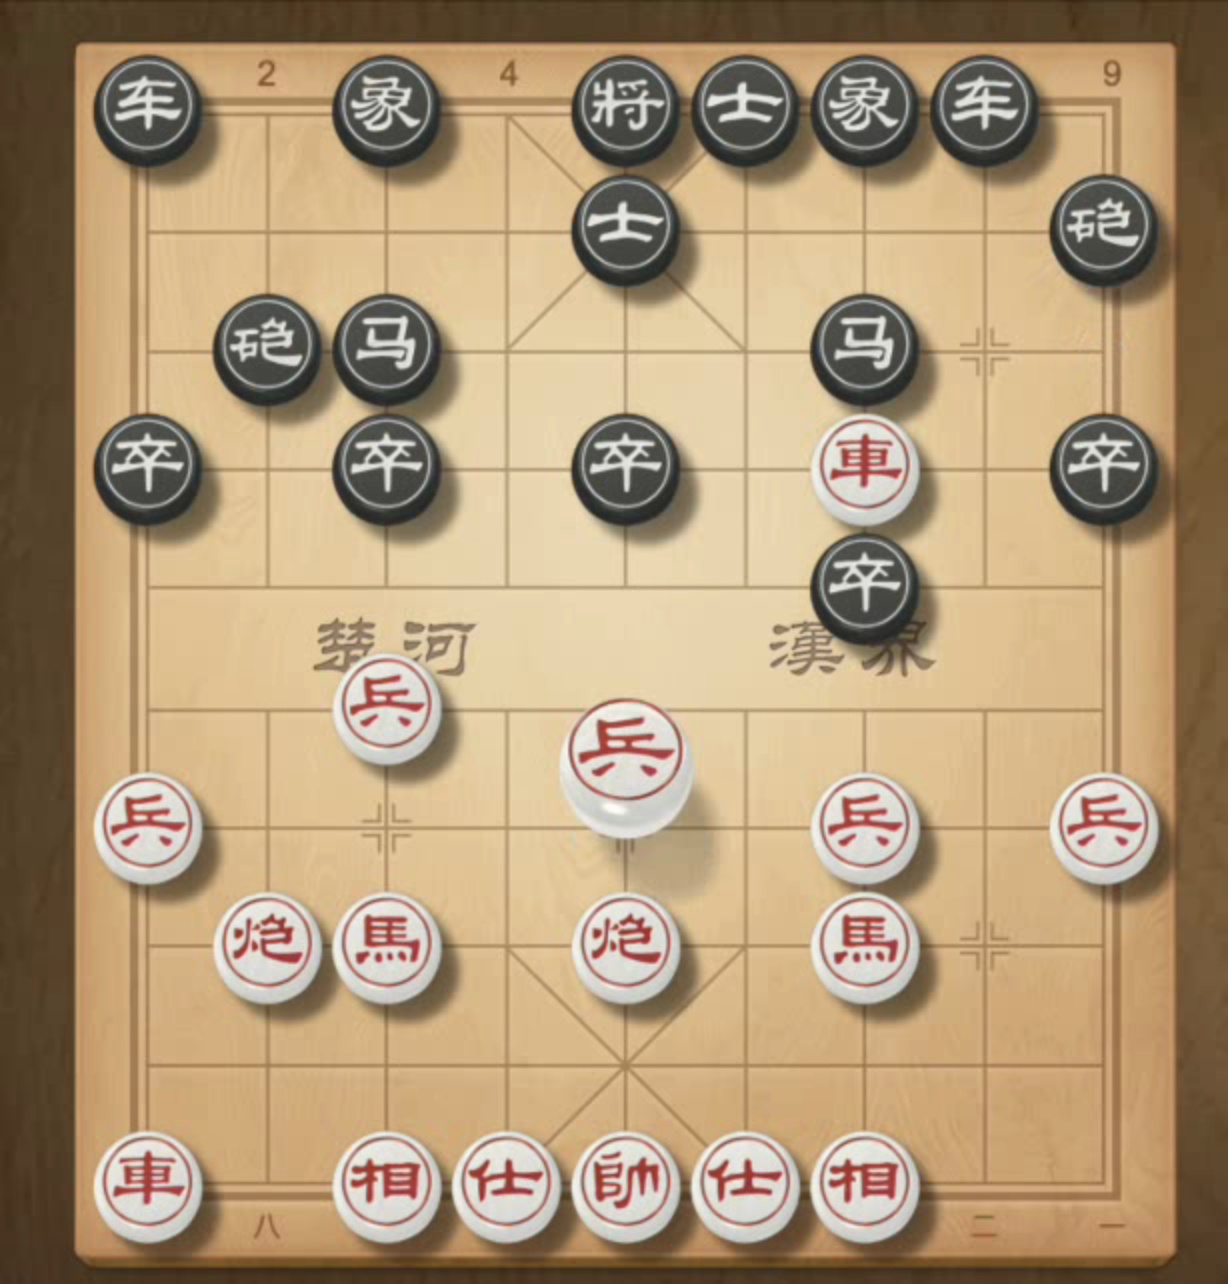 2 4 9
车 象 將 士 象 车
士 砲
砲 马 马
卒 卒 卒 車 卒
卒
楚河 漢界
兵 兵
兵 兵 兵
炮 馬 炮 馬
車 相 仕 帥 仕 相
八 二 一